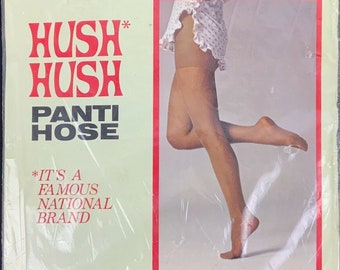 HUSH*
HUSH
PANTI
HOSE
*IT'S A
FAMOUS
NATIONAL
BRAND